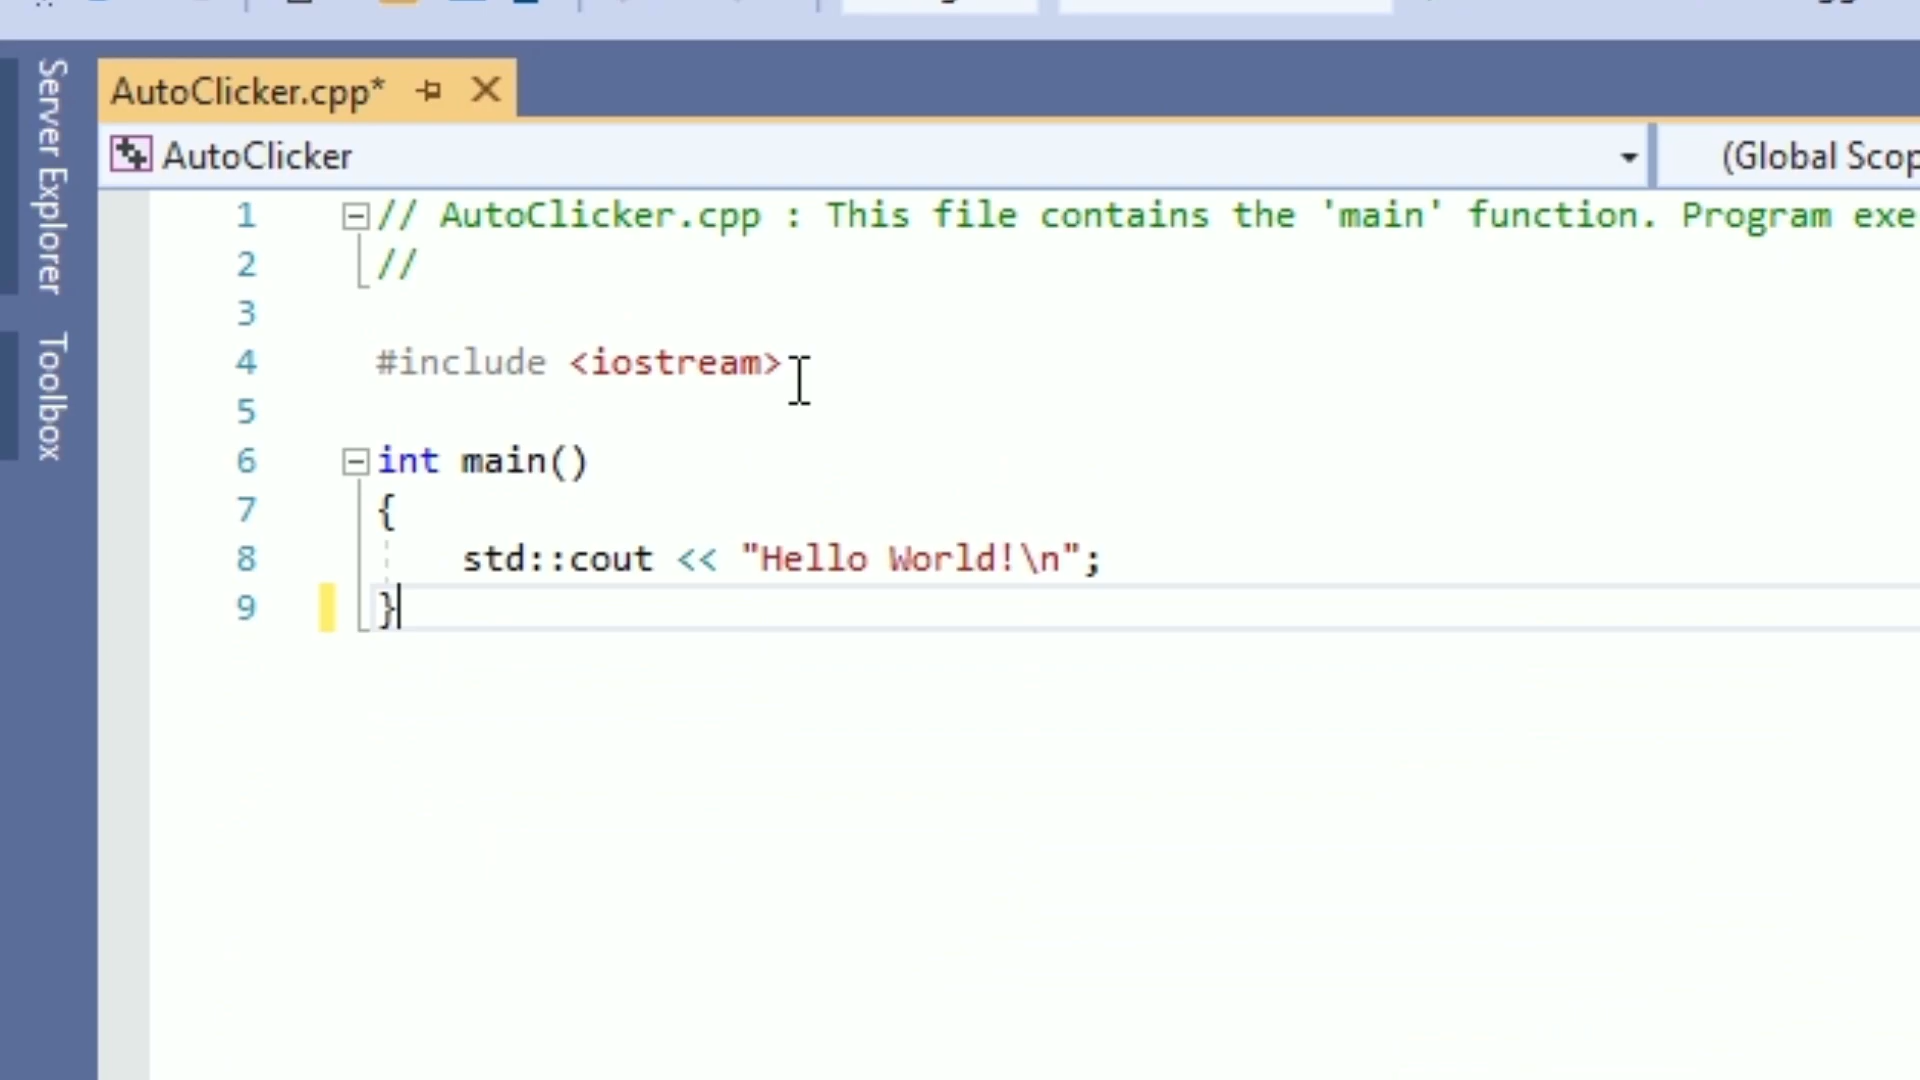 AutoClicker.cpp*
AutoClicker
(Global Scop
Server Explorer
Toolbox
1 // AutoClicker.cpp : This file contains the 'main' function. Program exe
2 //
3
4 #include <iostream>
5
6 int main()
7 {
8 std::cout << "Hello World!\n";
9 }